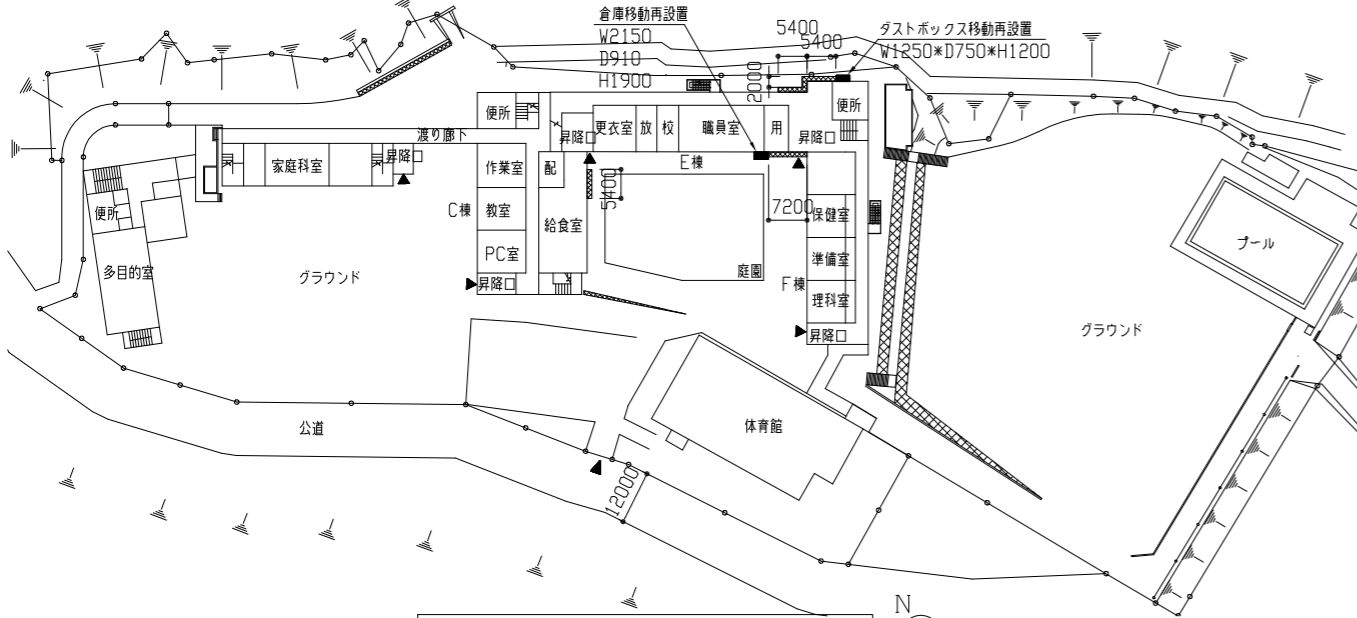 倉庫移動再設置
W2150
D910
H1900
5400
5400
2000
ダストボックス移動再設置
W1250*D750*H1200
便所
更衣室
放
校
職員室
用
便所
昇降口
昇降口
渡り廊下
昇降口
家庭科室
作業室
配
E棟
5400
7200
C棟
教室
給食室
保健室
便所
PC室
準備室
プール
多目的室
グラウンド
昇降口
庭園
F棟
理科室
昇降口
グラウンド
公道
体育館
12000
N